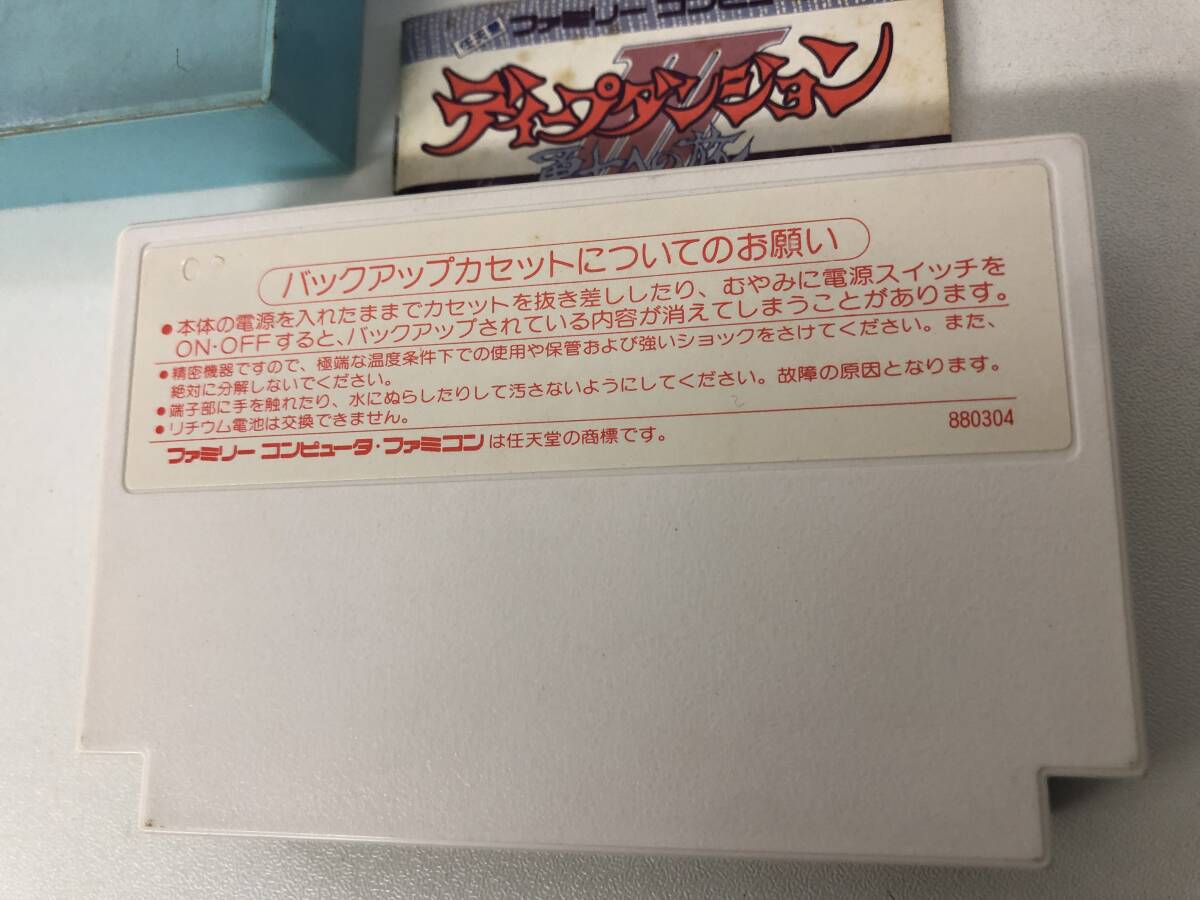 任天堂 ファミリー コンピュ
ディープダンジョン
III
勇士への旅
バックアップカセットについてのお願い
●本体の電源を入れたままでカセットを抜き差ししたり、むやみに電源スイッチを
ON・OFFすると、バックアップされている内容が消えてしまうことがあります。
●精密機器ですので、極端な温度条件下での使用や保管および強いショックをさけてください。また、
絶対に分解しないでください。
●端子部に手を触れたり、水にぬらしたりして汚さないようにしてください。故障の原因となります。
●リチウム電池は交換できません。
ファミリー コンピュータ・ファミコンは任天堂の商標です。
880304